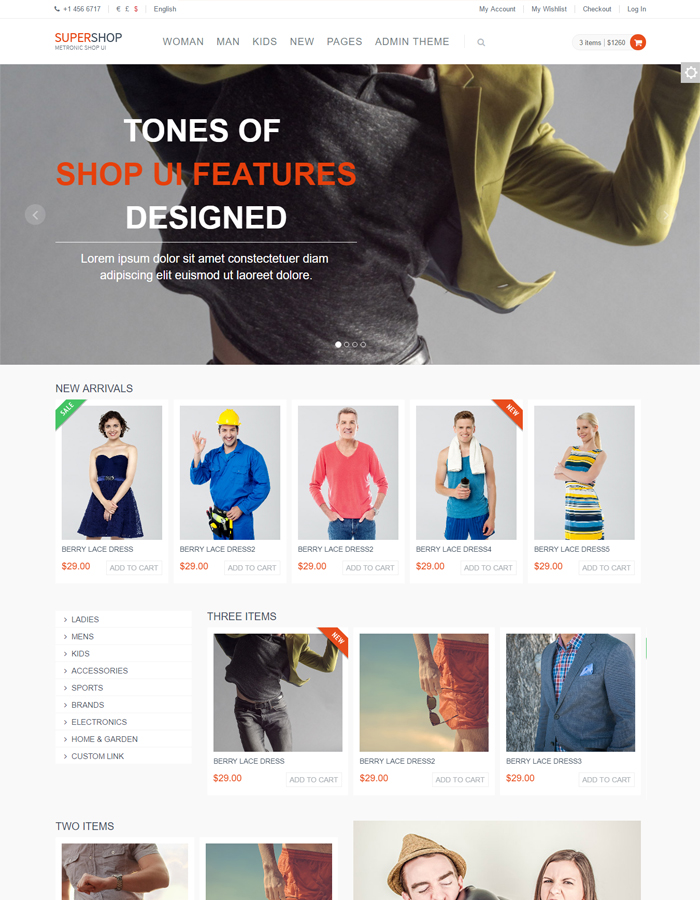 +1 456 6717 € £ $ English My Account My Wishlist Checkout Log In
SUPERSHOP
METRONIC SHOP UI
WOMAN MAN KIDS NEW PAGES ADMIN THEME 3 Items $1260
TONES OF
SHOP UI FEATURES
DESIGNED
Lorem ipsum dolor sit amet constectetuer diam
adipiscing elit euismod ut laoreet dolore.
NEW ARRIVALS
SALE NEW
BERRY LACE DRESS BERRY LACE DRESS2 BERRY LACE DRESS2 BERRY LACE DRESS4 BERRY LACE DRESS5
$29.00 ADD TO CART $29.00 ADD TO CART $29.00 ADD TO CART $29.00 ADD TO CART $29.00 ADD TO CART
LADIES
MENS
KIDS
ACCESSORIES
SPORTS
BRANDS
ELECTRONICS
HOME & GARDEN
CUSTOM LINK
THREE ITEMS
NEW
BERRY LACE DRESS BERRY LACE DRESS2 BERRY LACE DRESS3
$29.00 ADD TO CART $29.00 ADD TO CART $29.00 ADD TO CART
TWO ITEMS